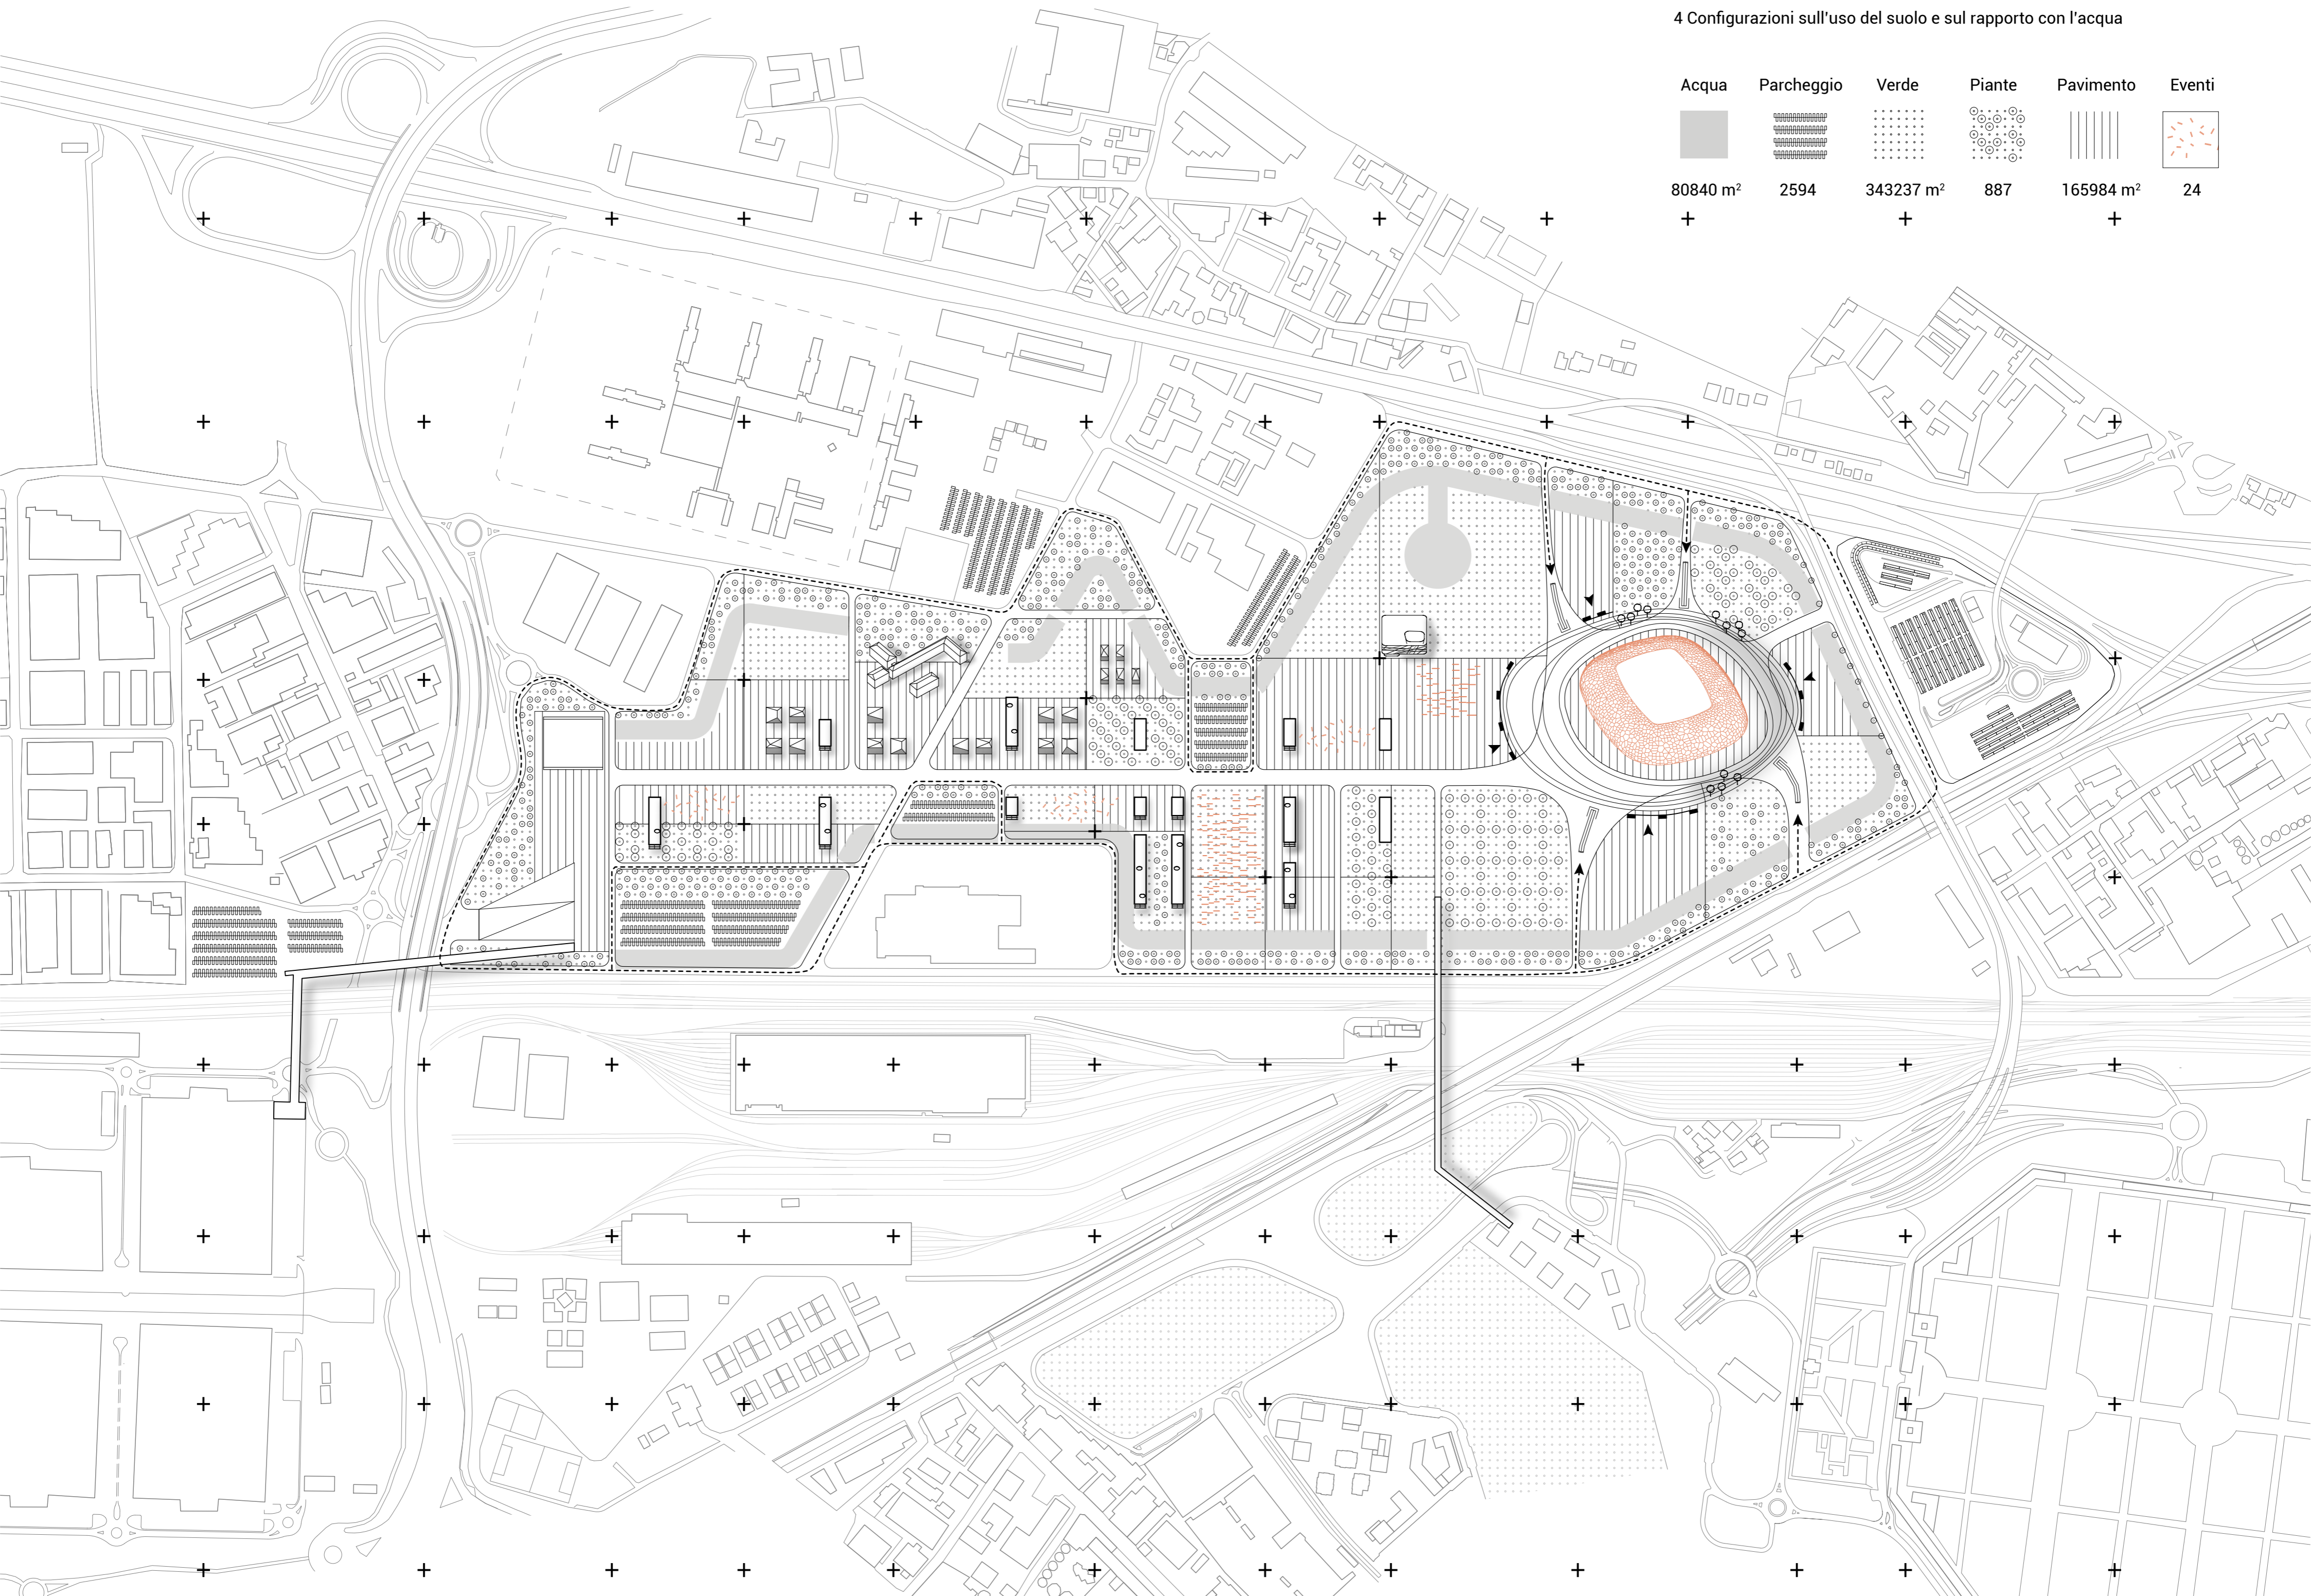 4 Configurazioni sull'uso del suolo e sul rapporto con l'acqua
Acqua Parcheggio Verde Piante Pavimento Eventi
80840 m² 2594 343237 m² 887 165984 m² 24